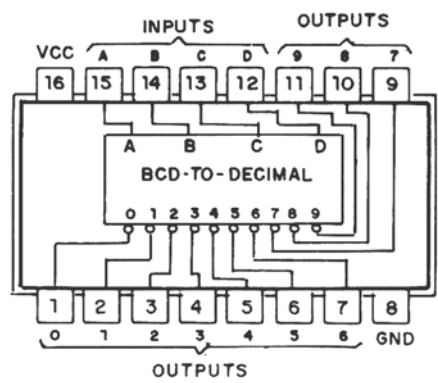 INPUTS OUTPUTS
VCC A B C D 9 8 7
16 15 14 13 12 11 10 9
A B C D
BCD-TO-DECIMAL
0 1 2 3 4 5 6 7 8 9
1 2 3 4 5 6 7 8
0 1 2 3 4 5 6 GND
OUTPUTS